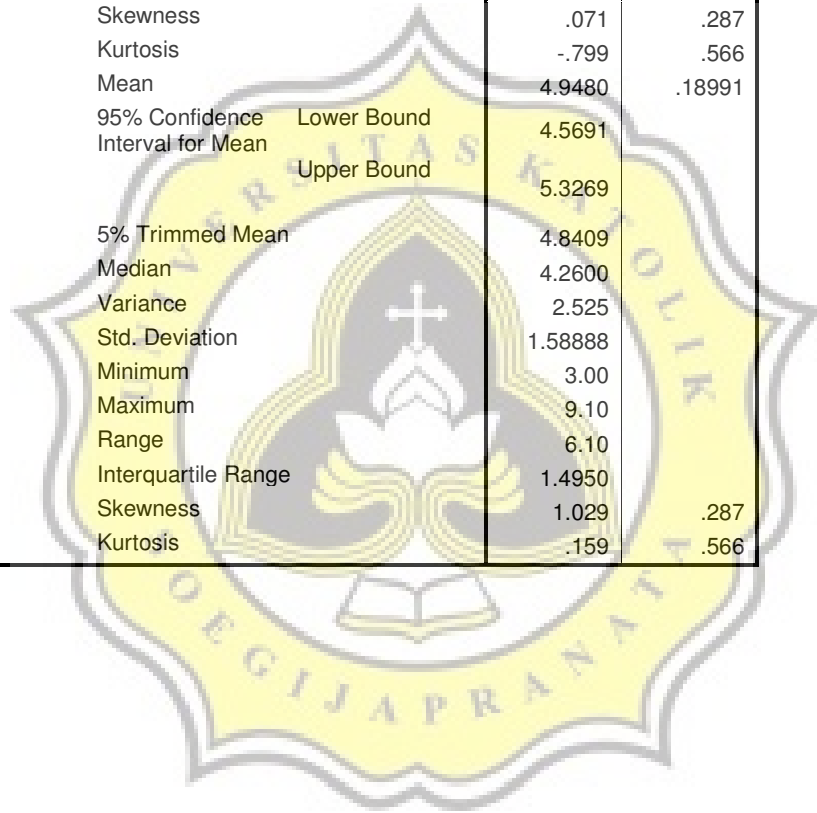 Skewness .071 .287
Kurtosis -.799 .566
Mean 4.9480 .18991
95% Confidence Lower Bound 4.5691
Interval for Mean
Upper Bound 5.3269
5% Trimmed Mean 4.8409
Median 4.2600
Variance 2.525
Std. Deviation 1.58888
Minimum 3.00
Maximum 9.10
Range 6.10
Interquartile Range 1.4950
Skewness 1.029 .287
Kurtosis .159 .566
UNIVERSITAS KATOLIK
SOEGIJAPRANATA